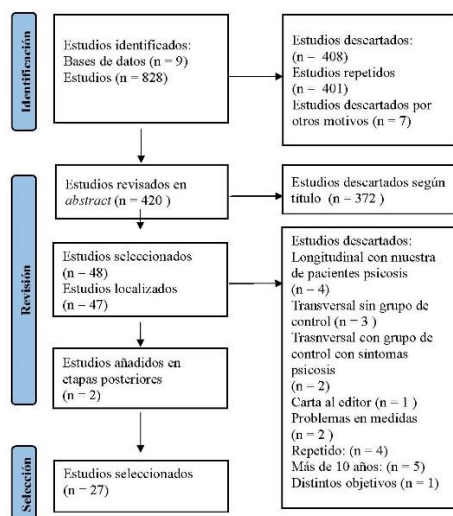 Identificación
Estudios identificados:
Bases de datos (n = 9)
Estudios (n = 828)
Estudios descartados:
(n = 408)
Estudios repetidos
(n = 401)
Estudios descartados por
otros motivos (n = 7)
Revisión
Estudios revisados en
abstract (n = 420 )
Estudios descartados según
título (n = 372 )
Estudios seleccionados
(n = 48)
Estudios localizados
(n = 47)
Estudios añadidos en
etapas posteriores
(n = 2)
Estudios descartados:
Longitudinal con muestra
de pacientes psicosis
(n = 4)
Transversal sin grupo de
control (n = 3 )
Trasnversal con grupo de
control con síntomas
psicosis
(n = 2)
Carta al editor (n = 1 )
Problemas en medidas
(n = 2 )
Repetido: (n = 4)
Más de 10 años: (n = 5)
Distintos objetivos (n = 1)
Selección
Estudios seleccionados
(n = 27)